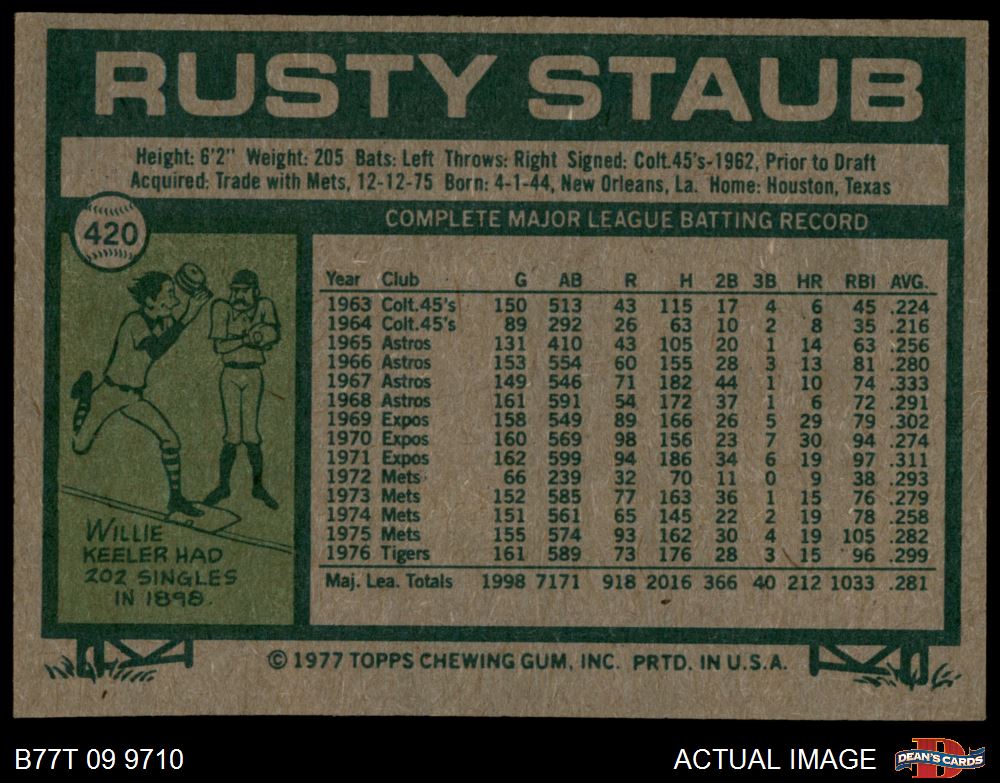 RUSTY STAUB
Height: 6'2" Weight: 205 Bats: Left Throws: Right Signed: Colt.45's-1962, Prior to Draft
Acquired: Trade with Mets, 12-12-75 Born: 4-1-44, New Orleans, La. Home: Houston, Texas
420
COMPLETE MAJOR LEAGUE BATTING RECORD
Year Club G AB R H 2B 3B HR RBI AVG.
1963 Colt.45's 150 513 43 115 17 4 6 45 .224
1964 Colt.45's 89 292 26 63 10 2 8 35 .216
1965 Astros 131 410 43 105 20 1 14 63 .256
1966 Astros 153 554 60 155 28 3 13 81 .280
1967 Astros 149 546 71 182 44 1 10 74 .333
1968 Astros 161 591 54 172 37 1 6 72 .291
1969 Expos 158 549 89 166 26 5 29 79 .302
1970 Expos 160 569 98 156 23 7 30 94 .274
1971 Expos 162 599 94 186 34 6 19 97 .311
1972 Mets 66 239 32 70 11 0 9 38 .293
1973 Mets 152 585 77 163 36 1 15 76 .279
1974 Mets 151 561 65 145 22 2 19 78 .258
1975 Mets 155 574 93 162 30 4 19 105 .282
1976 Tigers 161 589 73 176 28 3 15 96 .299
Maj. Lea. Totals 1998 7171 918 2016 366 40 212 1033 .281
WILLIE
KEELER HAD
202 SINGLES
IN 1898.
© 1977 TOPPS CHEWING GUM, INC. PRTD. IN U.S.A.
B77T 09 9710
ACTUAL IMAGE
D
DEAN'S CARDS